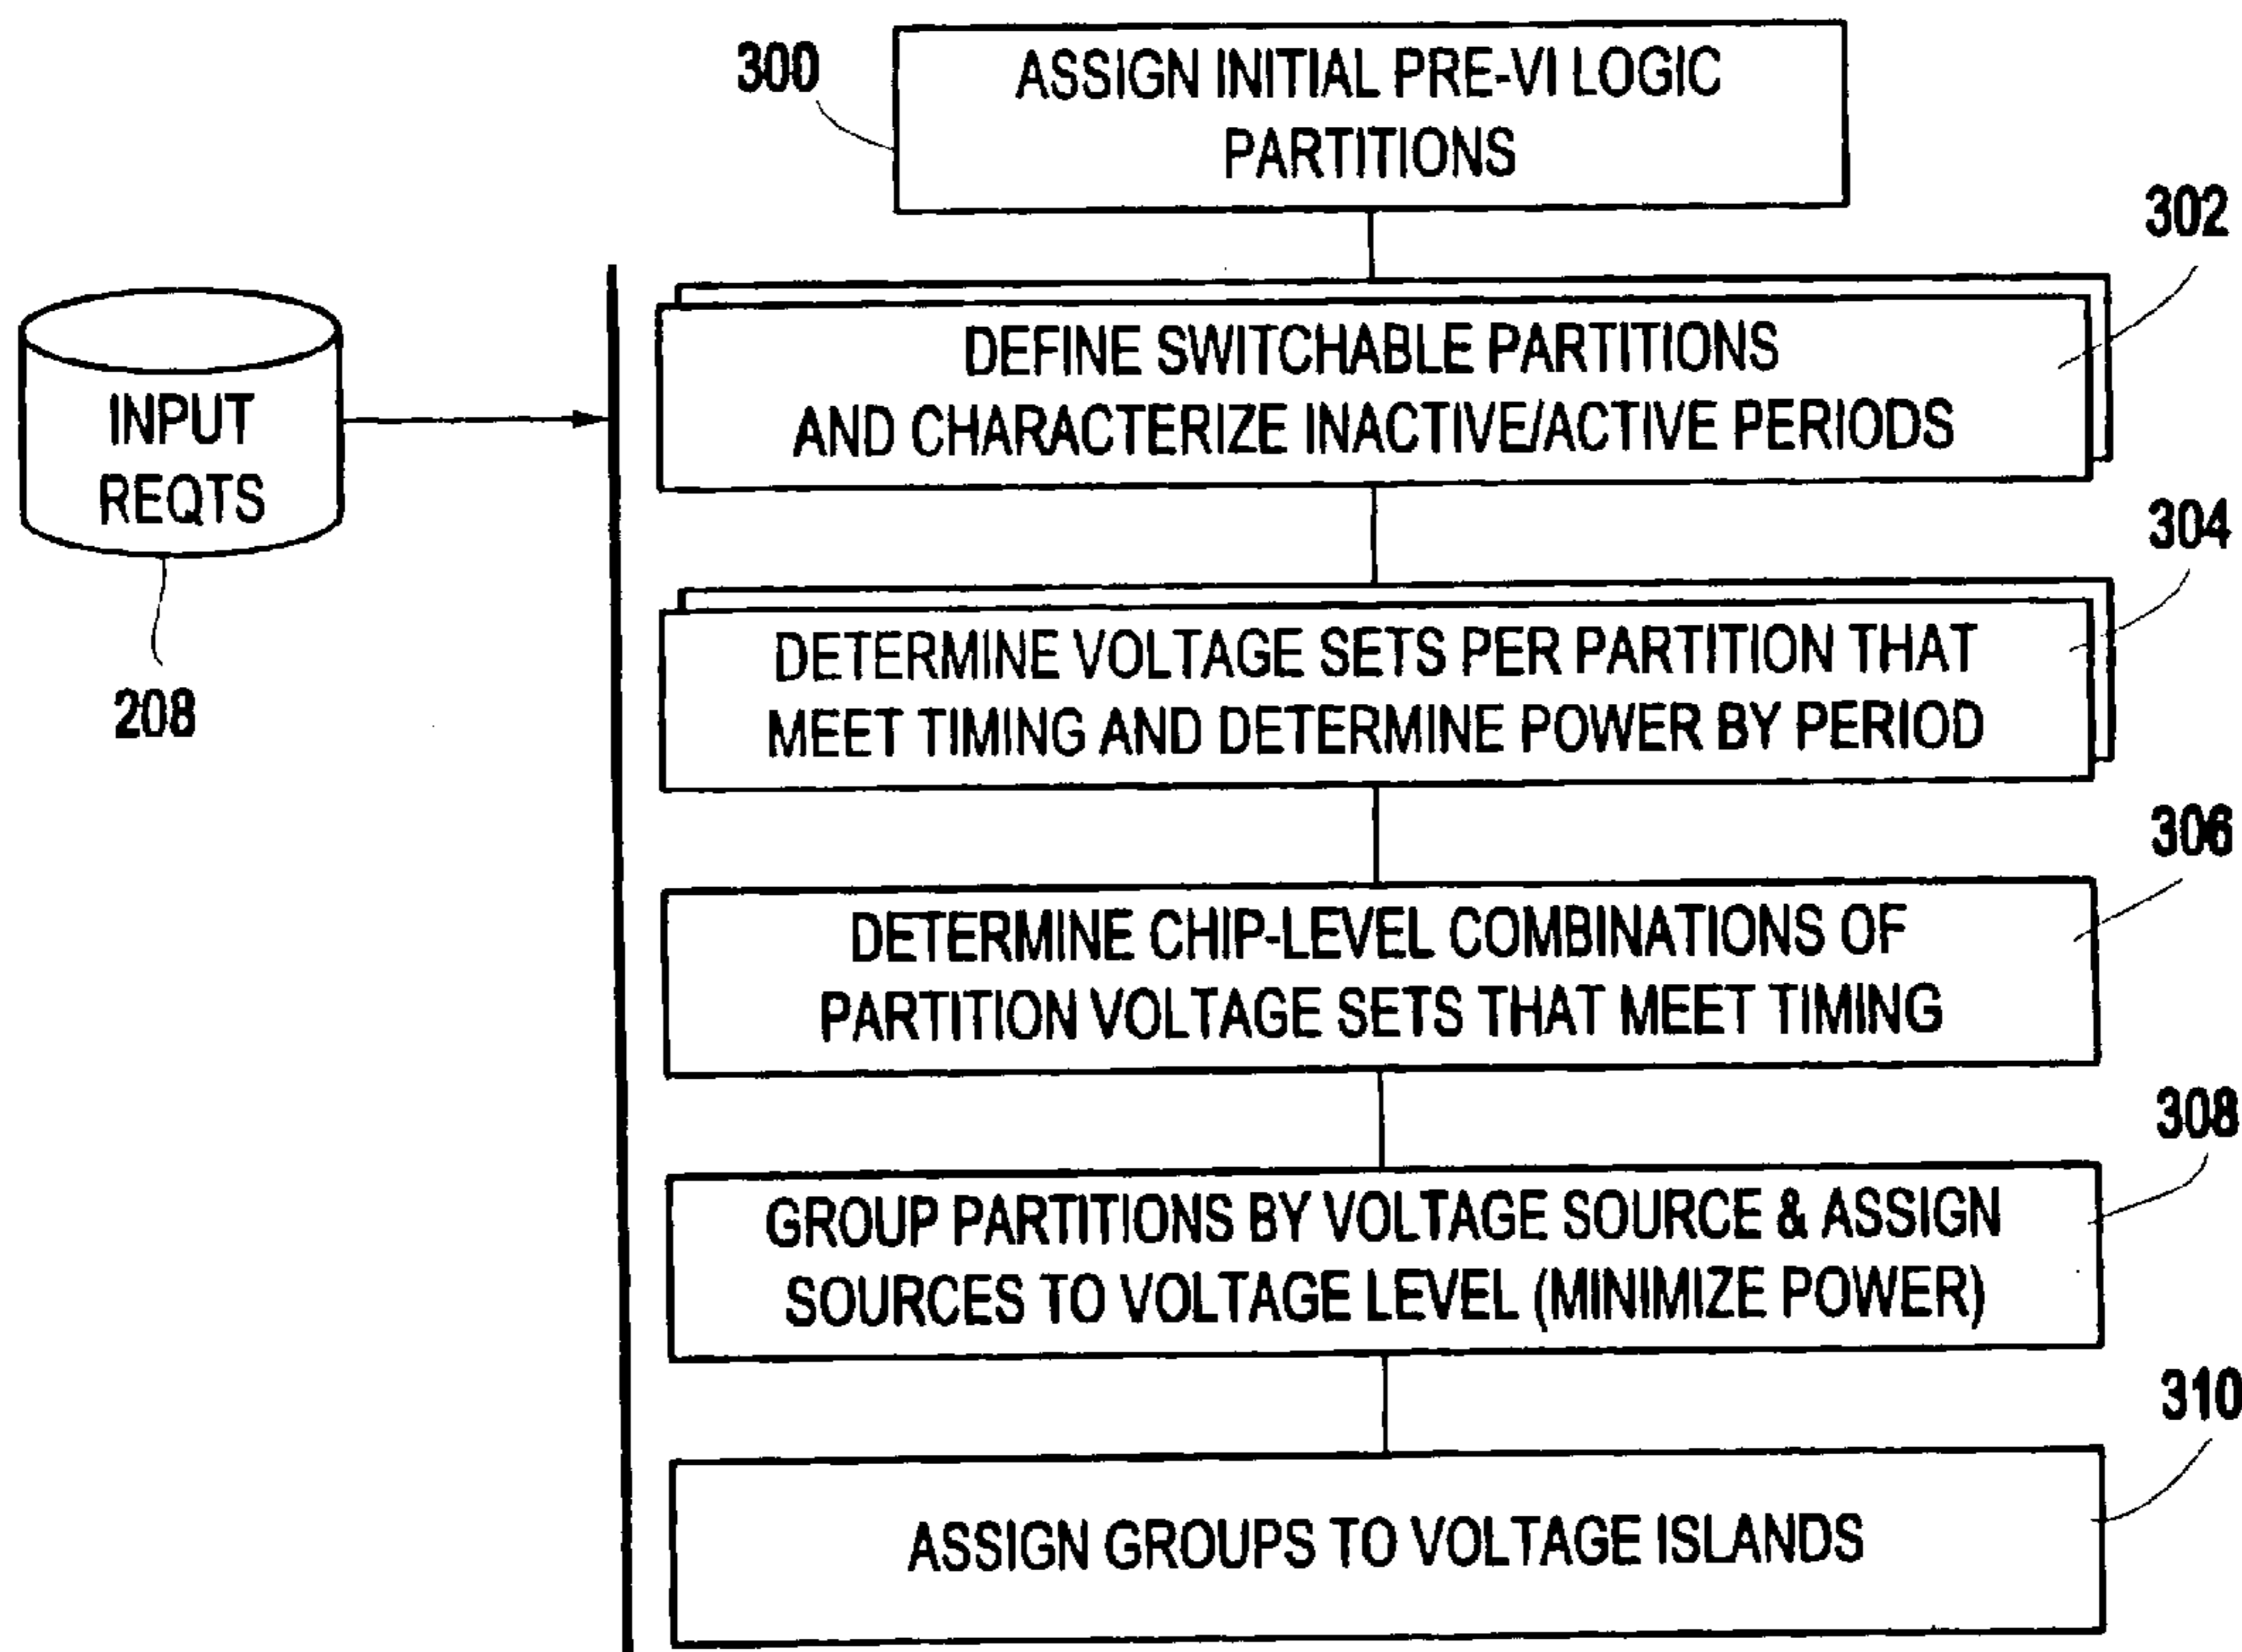 300
ASSIGN INITIAL PRE-VI LOGIC
PARTITIONS
302
DEFINE SWITCHABLE PARTITIONS
AND CHARACTERIZE INACTIVE/ACTIVE PERIODS
INPUT
REQTS
208
304
DETERMINE VOLTAGE SETS PER PARTITION THAT
MEET TIMING AND DETERMINE POWER BY PERIOD
306
DETERMINE CHIP-LEVEL COMBINATIONS OF
PARTITION VOLTAGE SETS THAT MEET TIMING
308
GROUP PARTITIONS BY VOLTAGE SOURCE & ASSIGN
SOURCES TO VOLTAGE LEVEL (MINIMIZE POWER)
310
ASSIGN GROUPS TO VOLTAGE ISLANDS